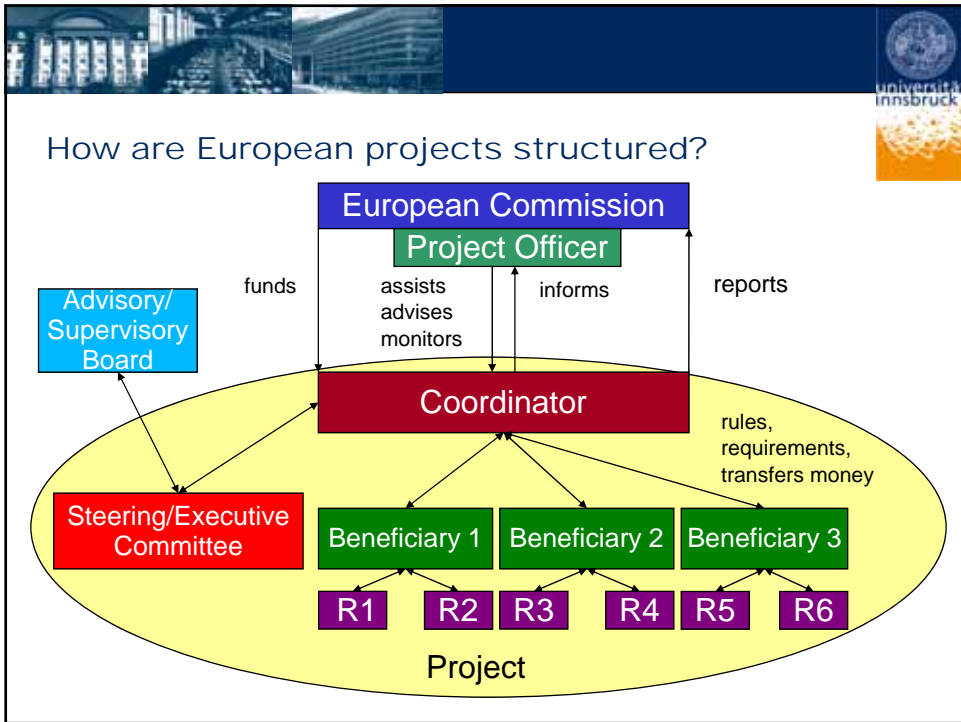 universität
innsbruck
How are European projects structured?
European Commission
Project Officer
funds
assists
advises
monitors
informs
reports
Advisory/
Supervisory
Board
Coordinator
rules,
requirements,
transfers money
Steering/Executive
Committee
Beneficiary 1
Beneficiary 2
Beneficiary 3
R1
R2
R3
R4
R5
R6
Project